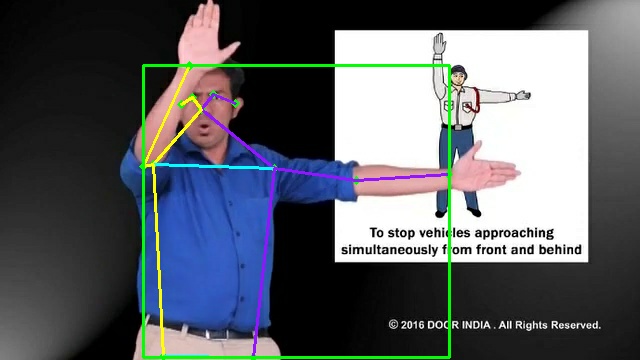 To stop vehicles approaching
simultaneously from front and behind
© 2016 DOOR INDIA . All Rights Reserved.